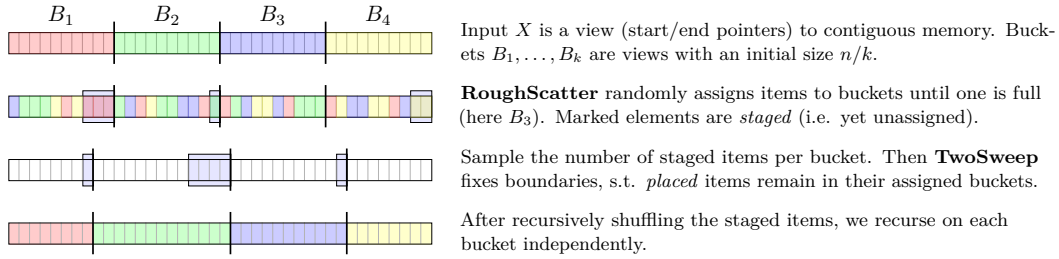 B₁ B₂ B₃ B₄
Input X is a view (start/end pointers) to contiguous memory. Buck-
ets B₁, . . . , Bₖ are views with an initial size n/k.
RoughScatter randomly assigns items to buckets until one is full
(here B₃). Marked elements are staged (i.e. yet unassigned).
Sample the number of staged items per bucket. Then TwoSweep
fixes boundaries, s.t. placed items remain in their assigned buckets.
After recursively shuffling the staged items, we recurse on each
bucket independently.